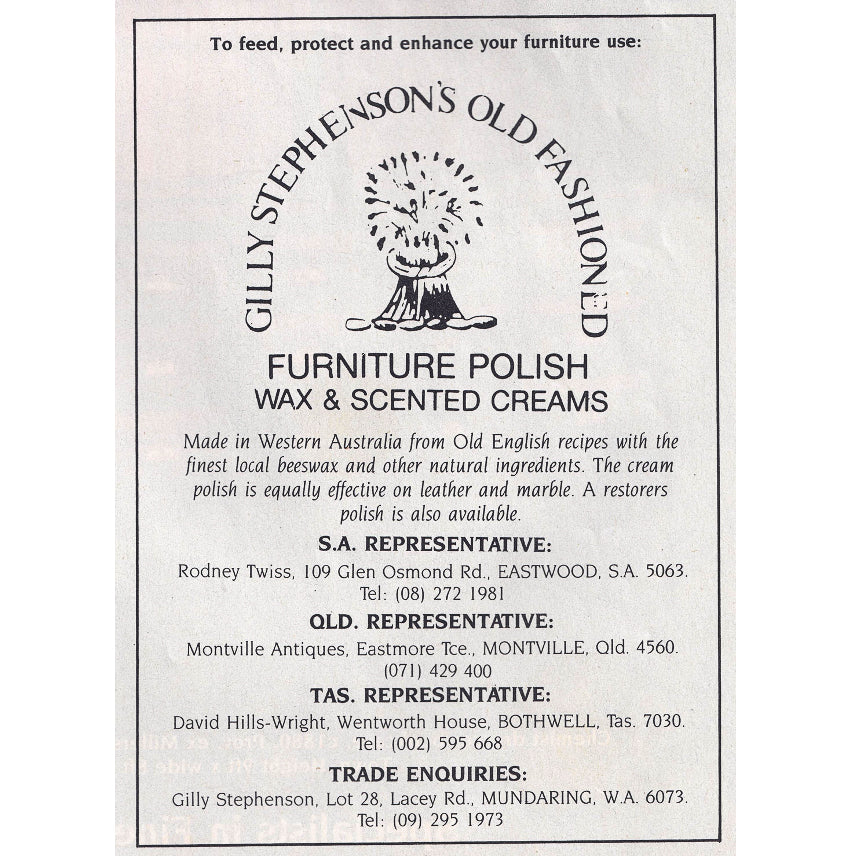 To feed, protect and enhance your furniture use:
GILLY STEPHENSON'S OLD FASHIONED
FURNITURE POLISH
WAX & SCENTED CREAMS
Made in Western Australia from Old English recipes with the
finest local beeswax and other natural ingredients. The cream
polish is equally effective on leather and marble. A restorers
polish is also available.
S.A. REPRESENTATIVE:
Rodney Twiss, 109 Glen Osmond Rd., EASTWOOD, S.A. 5063.
Tel: (08) 272 1981
QLD. REPRESENTATIVE:
Montville Antiques, Eastmore Tce., MONTVILLE, Qld. 4560.
(071) 429 400
TAS. REPRESENTATIVE:
David Hills-Wright, Wentworth House, BOTHWELL, Tas. 7030.
Tel: (002) 595 668
TRADE ENQUIRIES:
Gilly Stephenson, Lot 28, Lacey Rd., MUNDARING, W.A. 6073.
Tel: (09) 295 1973